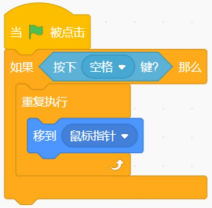 当 被点击
如果 按下 空格 键? 那么
重复执行
移到 鼠标指针